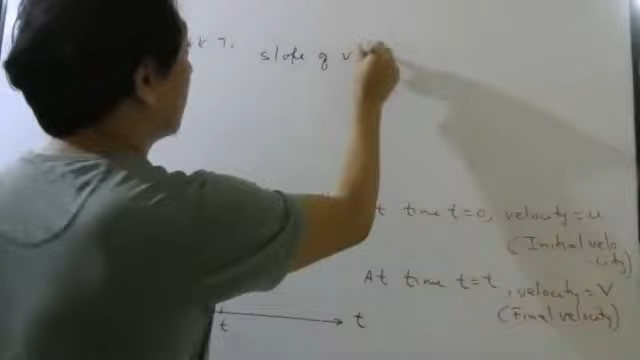 slope of v
t time t=0, velocity=u
(Initial velo
-city)
At time t=t, velocity=V
(Final velocity)
t
t